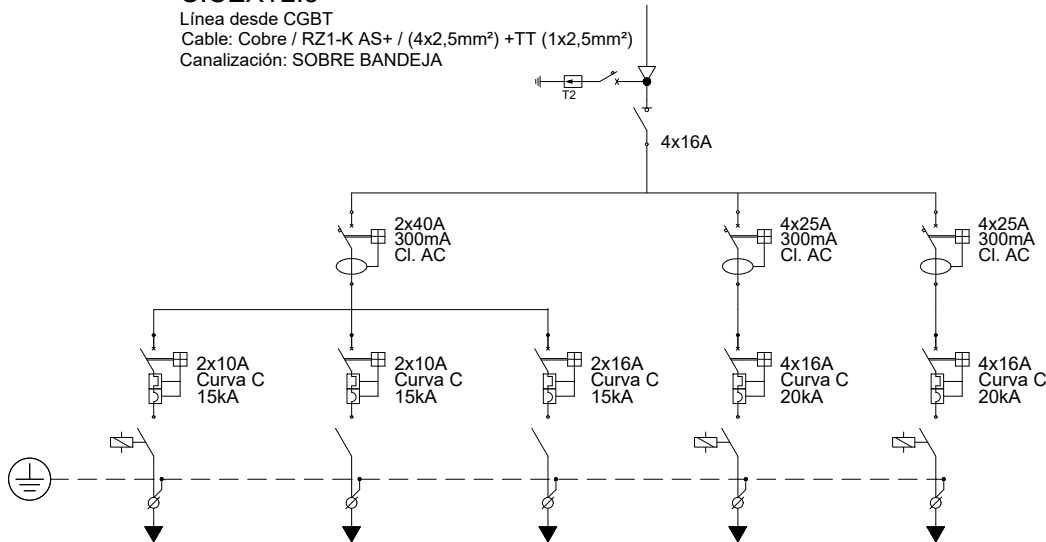 Línea desde CGBT
Cable: Cobre / RZ1-K AS+ / (4x2,5mm²) +TT (1x2,5mm²)
Canalización: SOBRE BANDEJA
T2
4x16A
2x40A
300mA
Cl. AC
4x25A
300mA
Cl. AC
4x25A
300mA
Cl. AC
2x10A
Curva C
15kA
2x10A
Curva C
15kA
2x16A
Curva C
15kA
4x16A
Curva C
20kA
4x16A
Curva C
20kA